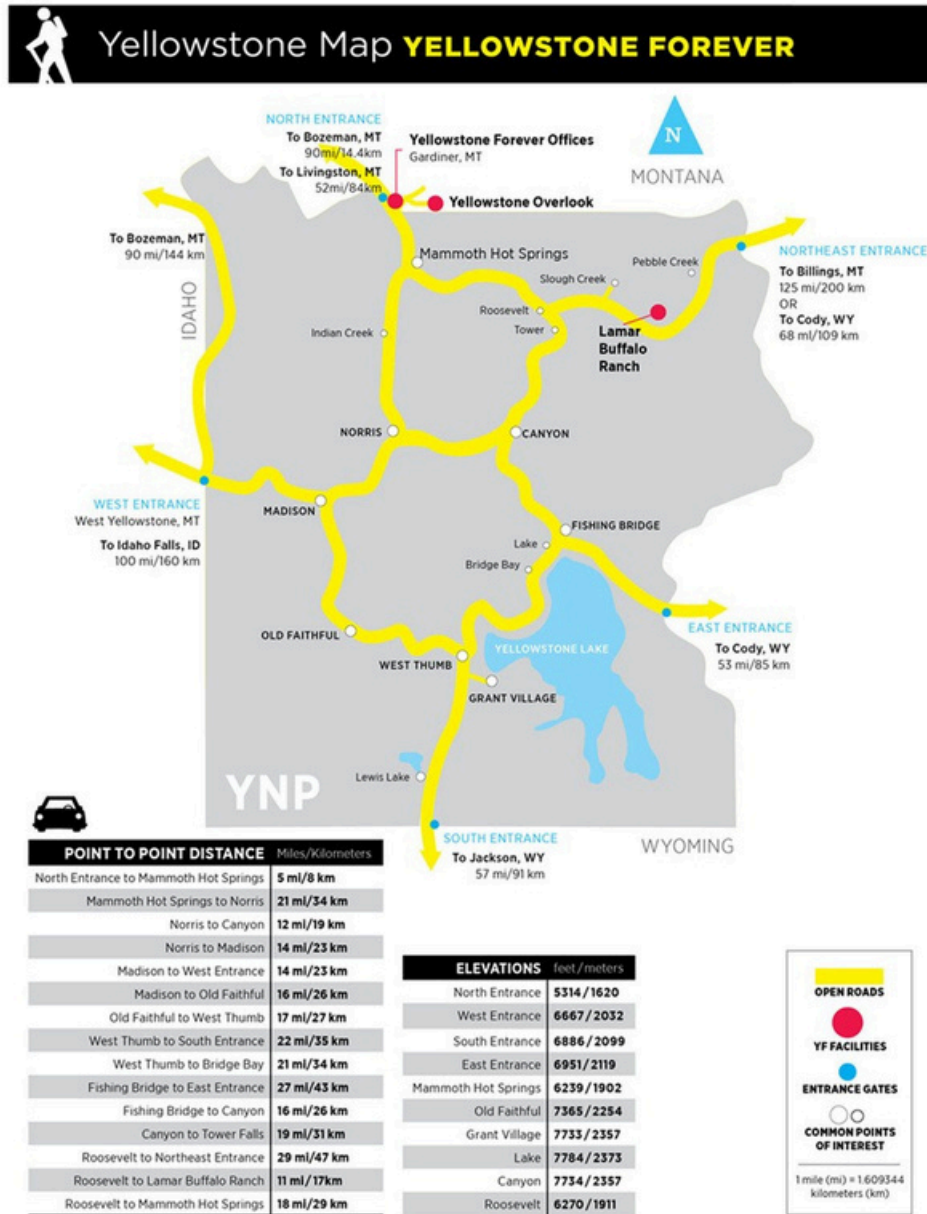 Yellowstone Map YELLOWSTONE FOREVER
NORTH ENTRANCE
To Bozeman, MT
90mi/14.4km
To Livingston, MT
52mi/84km
Yellowstone Forever Offices
Gardiner, MT
Yellowstone Overlook
N
MONTANA
To Bozeman, MT
90 mi/144 km
IDAHO
Mammoth Hot Springs
NORTHEAST ENTRANCE
To Billings, MT
125 mi/200 km
OR
To Cody, WY
68 ml/109 km
Pebble Creek
Slough Creek
Roosevelt
Tower
Indian Creek
Lamar
Buffalo
Ranch
NORRIS
CANYON
WEST ENTRANCE
West Yellowstone, MT
To Idaho Falls, ID
100 mi/160 km
MADISON
FISHING BRIDGE
Lake
Bridge Bay
OLD FAITHFUL
WEST THUMB
YELLOWSTONE LAKE
EAST ENTRANCE
To Cody, WY
53 mi/85 km
GRANT VILLAGE
Lewis Lake
YNP
SOUTH ENTRANCE
To Jackson, WY
57 mi/91 km
WYOMING
POINT TO POINT DISTANCE Miles/Kilometers
North Entrance to Mammoth Hot Springs 5 mi/8 km
Mammoth Hot Springs to Norris 21 mi/34 km
Norris to Canyon 12 mi/19 km
Norris to Madison 14 mi/23 km
Madison to West Entrance 14 mi/23 km
Madison to Old Faithful 16 mi/26 km
Old Faithful to West Thumb 17 mi/27 km
West Thumb to South Entrance 22 mi/35 km
West Thumb to Bridge Bay 21 mi/34 km
Fishing Bridge to East Entrance 27 mi/43 km
Fishing Bridge to Canyon 16 mi/26 km
Canyon to Tower Falls 19 mi/31 km
Roosevelt to Northeast Entrance 29 mi/47 km
Roosevelt to Lamar Buffalo Ranch 11 mi/17km
Roosevelt to Mammoth Hot Springs 18 mi/29 km
ELEVATIONS feet/meters
North Entrance 5314/1620
West Entrance 6667/2032
South Entrance 6886/2099
East Entrance 6951/2119
Mammoth Hot Springs 6239/1902
Old Faithful 7365/2254
Grant Village 7733/2357
Lake 7784/2373
Canyon 7734/2357
Roosevelt 6270/1911
OPEN ROADS
YF FACILITIES
ENTRANCE GATES
COMMON POINTS
OF INTEREST
1 mile (mi) = 1.609344
kilometers (km)